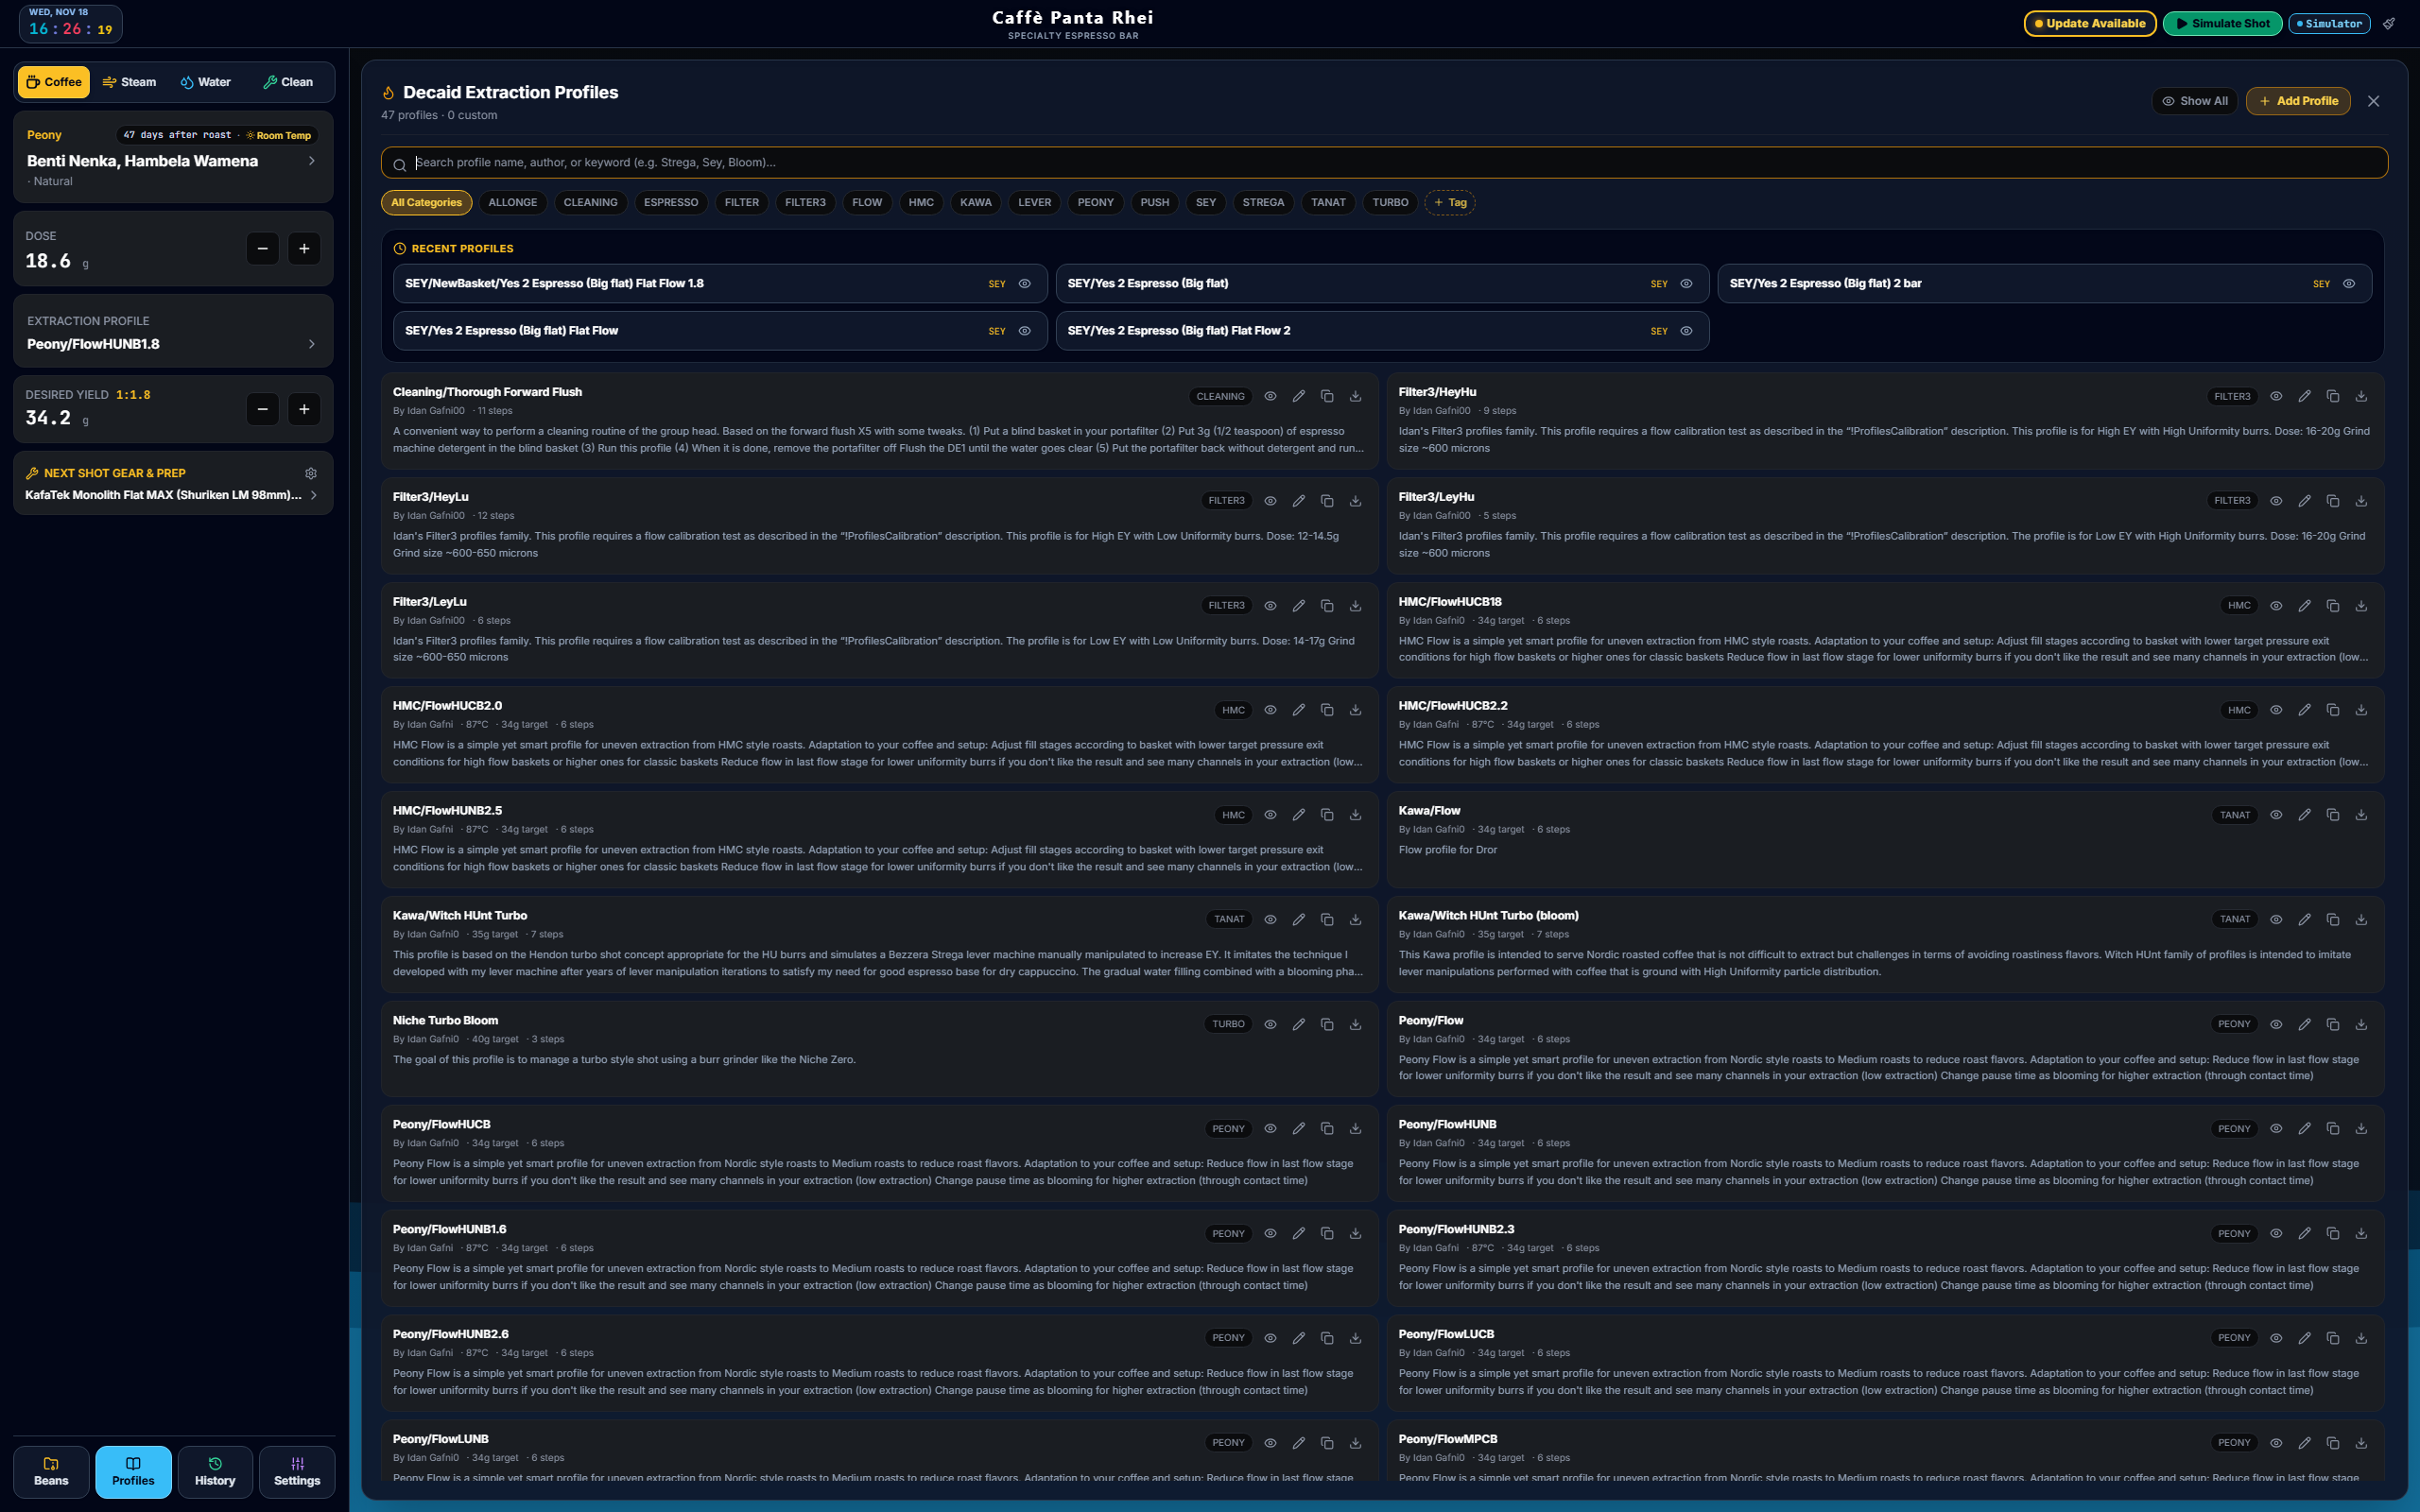 WED, NOV 18
16 : 26 : 19
Caffè Panta Rhei
SPECIALTY ESPRESSO BAR
Update Available
Simulate Shot
Simulator
Coffee
Steam
Water
Clean
Peony
47 days after roast · Room Temp
Benti Nenka, Hambela Wamena
· Natural
DOSE
18.6 g
EXTRACTION PROFILE
Peony/FlowHUNB1.8
DESIRED YIELD 1:1.8
34.2 g
NEXT SHOT GEAR & PREP
KafaTek Monolith Flat MAX (Shuriken LM 98mm)...
Beans
Profiles
History
Settings
Decaid Extraction Profiles
47 profiles · 0 custom
Show All
+ Add Profile
Search profile name, author, or keyword (e.g. Strega, Sey, Bloom)...
All Categories
ALLONGE
CLEANING
ESPRESSO
FILTER
FILTER3
FLOW
HMC
KAWA
LEVER
PEONY
PUSH
SEY
STREGA
TANAT
TURBO
+ Tag
RECENT PROFILES
SEY/NewBasket/Yes 2 Espresso (Big flat) Flat Flow 1.8 SEY
SEY/Yes 2 Espresso (Big flat) SEY
SEY/Yes 2 Espresso (Big flat) 2 bar SEY
SEY/Yes 2 Espresso (Big flat) Flat Flow SEY
SEY/Yes 2 Espresso (Big flat) Flat Flow 2 SEY
Cleaning/Thorough Forward Flush
CLEANING
By Idan Gafni00 · 11 steps
A convenient way to perform a cleaning routine of the group head. Based on the forward flush X5 with some tweaks. (1) Put a blind basket in your portafilter (2) Put 3g (1/2 teaspoon) of espresso
machine detergent in the blind basket (3) Run this profile (4) When it is done, remove the portafilter off Flush the DE1 until the water goes clear (5) Put the portafilter back without detergent and run...
Filter3/HeyHu
FILTER3
By Idan Gafni00 · 9 steps
Idan's Filter3 profiles family. This profile requires a flow calibration test as described in the “!ProfilesCalibration” description. This profile is for High EY with High Uniformity burrs. Dose: 16-20g Grind
size ~600 microns
Filter3/HeyLu
FILTER3
By Idan Gafni00 · 12 steps
Idan's Filter3 profiles family. This profile requires a flow calibration test as described in the “!ProfilesCalibration” description. This profile is for High EY with Low Uniformity burrs. Dose: 12-14.5g
Grind size ~600-650 microns
Filter3/LeyHu
FILTER3
By Idan Gafni00 · 5 steps
Idan's Filter3 profiles family. This profile requires a flow calibration test as described in the “!ProfilesCalibration” description. The profile is for Low EY with High Uniformity burrs. Dose: 16-20g Grind
size ~600 microns
Filter3/LeyLu
FILTER3
By Idan Gafni00 · 6 steps
Idan's Filter3 profiles family. This profile requires a flow calibration test as described in the “!ProfilesCalibration” description. The profile is for Low EY with Low Uniformity burrs. Dose: 14-17g Grind
size ~600-650 microns
HMC/FlowHUCB18
HMC
By Idan Gafni0 · 34g target · 6 steps
HMC Flow is a simple yet smart profile for uneven extraction from HMC style roasts. Adaptation to your coffee and setup: Adjust fill stages according to basket with lower target pressure exit
conditions for high flow baskets or higher ones for classic baskets Reduce flow in last flow stage for lower uniformity burrs if you don't like the result and see many channels in your extraction (low...
HMC/FlowHUCB2.0
HMC
By Idan Gafni · 87°C · 34g target · 6 steps
HMC Flow is a simple yet smart profile for uneven extraction from HMC style roasts. Adaptation to your coffee and setup: Adjust fill stages according to basket with lower target pressure exit
conditions for high flow baskets or higher ones for classic baskets Reduce flow in last flow stage for lower uniformity burrs if you don't like the result and see many channels in your extraction (low...
HMC/FlowHUCB2.2
HMC
By Idan Gafni · 87°C · 34g target · 6 steps
HMC Flow is a simple yet smart profile for uneven extraction from HMC style roasts. Adaptation to your coffee and setup: Adjust fill stages according to basket with lower target pressure exit
conditions for high flow baskets or higher ones for classic baskets Reduce flow in last flow stage for lower uniformity burrs if you don't like the result and see many channels in your extraction (low...
HMC/FlowHUNB2.5
HMC
By Idan Gafni · 87°C · 34g target · 6 steps
HMC Flow is a simple yet smart profile for uneven extraction from HMC style roasts. Adaptation to your coffee and setup: Adjust fill stages according to basket with lower target pressure exit
conditions for high flow baskets or higher ones for classic baskets Reduce flow in last flow stage for lower uniformity burrs if you don't like the result and see many channels in your extraction (low...
Kawa/Flow
TANAT
By Idan Gafni0 · 34g target · 6 steps
Flow profile for Dror
Kawa/Witch HUnt Turbo
TANAT
By Idan Gafni0 · 35g target · 7 steps
This profile is based on the Hendon turbo shot concept appropriate for the HU burrs and simulates a Bezzera Strega lever machine manually manipulated to increase EY. It imitates the technique I
developed with my lever machine after years of lever manipulation iterations to satisfy my need for good espresso base for dry cappuccino. The gradual water filling combined with a blooming pha...
Kawa/Witch HUnt Turbo (bloom)
TANAT
By Idan Gafni0 · 35g target · 7 steps
This Kawa profile is intended to serve Nordic roasted coffee that is not difficult to extract but challenges in terms of avoiding roastiness flavors. Witch HUnt family of profiles is intended to imitate
lever manipulations performed with coffee that is ground with High Uniformity particle distribution.
Niche Turbo Bloom
TURBO
By Idan Gafni0 · 40g target · 3 steps
The goal of this profile is to manage a turbo style shot using a burr grinder like the Niche Zero.
Peony/Flow
PEONY
By Idan Gafni0 · 34g target · 6 steps
Peony Flow is a simple yet smart profile for uneven extraction from Nordic style roasts to Medium roasts to reduce roast flavors. Adaptation to your coffee and setup: Reduce flow in last flow stage
for lower uniformity burrs if you don't like the result and see many channels in your extraction (low extraction) Change pause time as blooming for higher extraction (through contact time)
Peony/FlowHUCB
PEONY
By Idan Gafni0 · 34g target · 6 steps
Peony Flow is a simple yet smart profile for uneven extraction from Nordic style roasts to Medium roasts to reduce roast flavors. Adaptation to your coffee and setup: Reduce flow in last flow stage
for lower uniformity burrs if you don't like the result and see many channels in your extraction (low extraction) Change pause time as blooming for higher extraction (through contact time)
Peony/FlowHUNB
PEONY
By Idan Gafni0 · 34g target · 6 steps
Peony Flow is a simple yet smart profile for uneven extraction from Nordic style roasts to Medium roasts to reduce roast flavors. Adaptation to your coffee and setup: Reduce flow in last flow stage
for lower uniformity burrs if you don't like the result and see many channels in your extraction (low extraction) Change pause time as blooming for higher extraction (through contact time)
Peony/FlowHUNB1.6
PEONY
By Idan Gafni · 87°C · 34g target · 6 steps
Peony Flow is a simple yet smart profile for uneven extraction from Nordic style roasts to Medium roasts to reduce roast flavors. Adaptation to your coffee and setup: Reduce flow in last flow stage
for lower uniformity burrs if you don't like the result and see many channels in your extraction (low extraction) Change pause time as blooming for higher extraction (through contact time)
Peony/FlowHUNB2.3
PEONY
By Idan Gafni · 87°C · 34g target · 6 steps
Peony Flow is a simple yet smart profile for uneven extraction from Nordic style roasts to Medium roasts to reduce roast flavors. Adaptation to your coffee and setup: Reduce flow in last flow stage
for lower uniformity burrs if you don't like the result and see many channels in your extraction (low extraction) Change pause time as blooming for higher extraction (through contact time)
Peony/FlowHUNB2.6
PEONY
By Idan Gafni · 87°C · 34g target · 6 steps
Peony Flow is a simple yet smart profile for uneven extraction from Nordic style roasts to Medium roasts to reduce roast flavors. Adaptation to your coffee and setup: Reduce flow in last flow stage
for lower uniformity burrs if you don't like the result and see many channels in your extraction (low extraction) Change pause time as blooming for higher extraction (through contact time)
Peony/FlowLUCB
PEONY
By Idan Gafni0 · 34g target · 6 steps
Peony Flow is a simple yet smart profile for uneven extraction from Nordic style roasts to Medium roasts to reduce roast flavors. Adaptation to your coffee and setup: Reduce flow in last flow stage
for lower uniformity burrs if you don't like the result and see many channels in your extraction (low extraction) Change pause time as blooming for higher extraction (through contact time)
Peony/FlowLUNB
PEONY
By Idan Gafni0 · 34g target · 6 steps
Peony Flow is a simple yet smart profile for uneven extraction from Nordic style roasts to Medium roasts to reduce roast flavors. Adaptation to your coffee and setup: Reduce flow in last flow stage
Peony/FlowMPCB
PEONY
By Idan Gafni0 · 34g target · 6 steps
Peony Flow is a simple yet smart profile for uneven extraction from Nordic style roasts to Medium roasts to reduce roast flavors. Adaptation to your coffee and setup: Reduce flow in last flow stage